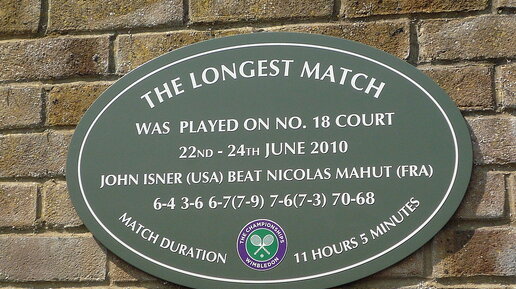 THE LONGEST MATCH
WAS PLAYED ON NO. 18 COURT
22ND - 24TH JUNE 2010
JOHN ISNER (USA) BEAT NICOLAS MAHUT (FRA)
6-4 3-6 6-7(7-9) 7-6(7-3) 70-68
MATCH DURATION
THE CHAMPIONSHIPS
WIMBLEDON
11 HOURS 5 MINUTES